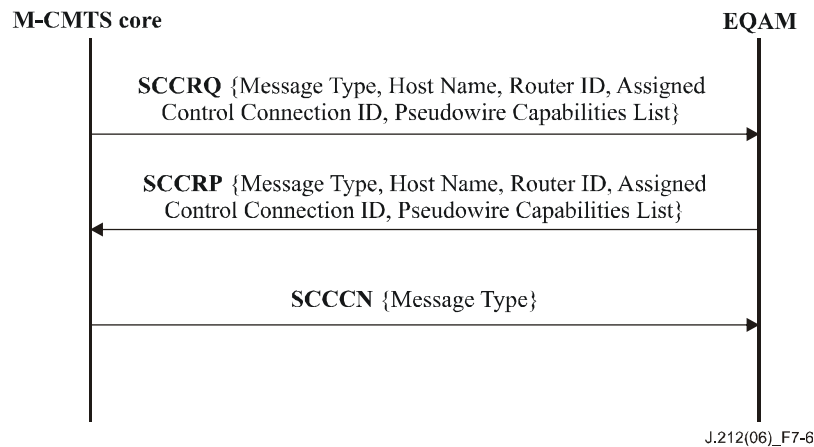 M-CMTS core
EQAM
SCCRQ {Message Type, Host Name, Router ID, Assigned
Control Connection ID, Pseudowire Capabilities List}
SCCRP {Message Type, Host Name, Router ID, Assigned
Control Connection ID, Pseudowire Capabilities List}
SCCCN {Message Type}
J.212(06)_F7-6